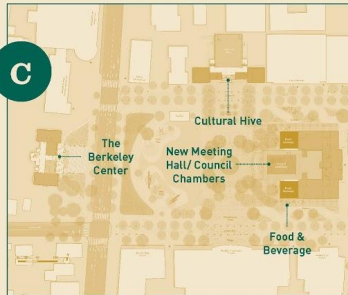 C
Cultural Hive
The
Berkeley
Center
New Meeting
Hall/ Council
Chambers
Food &
Beverage